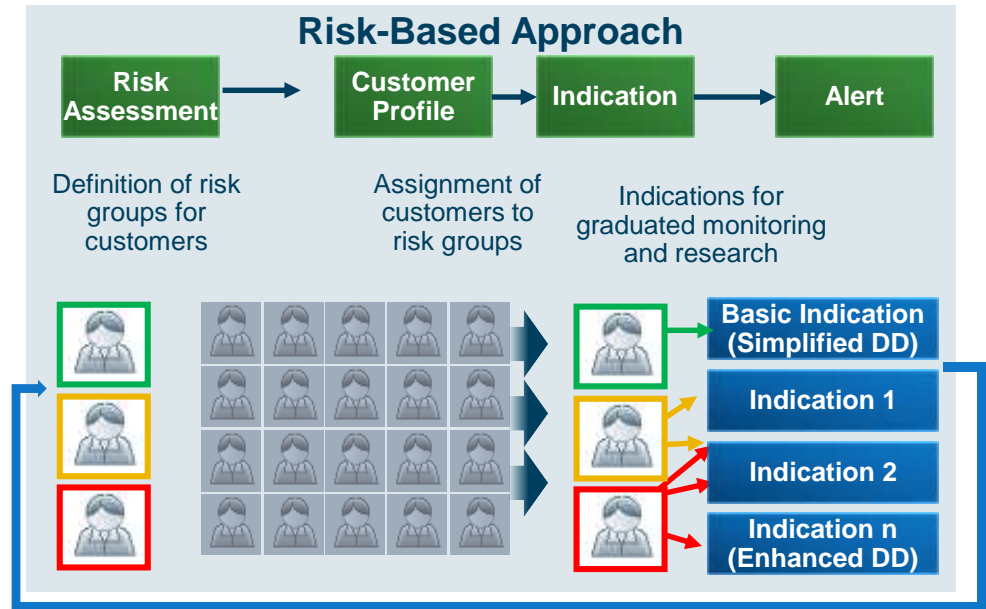 Risk-Based Approach
Risk
Assessment
Customer
Profile
Indication
Alert
Definition of risk
groups for
customers
Assignment of
customers to
risk groups
Indications for
graduated monitoring
and research
Basic Indication
(Simplified DD)
Indication 1
Indication 2
Indication n
(Enhanced DD)